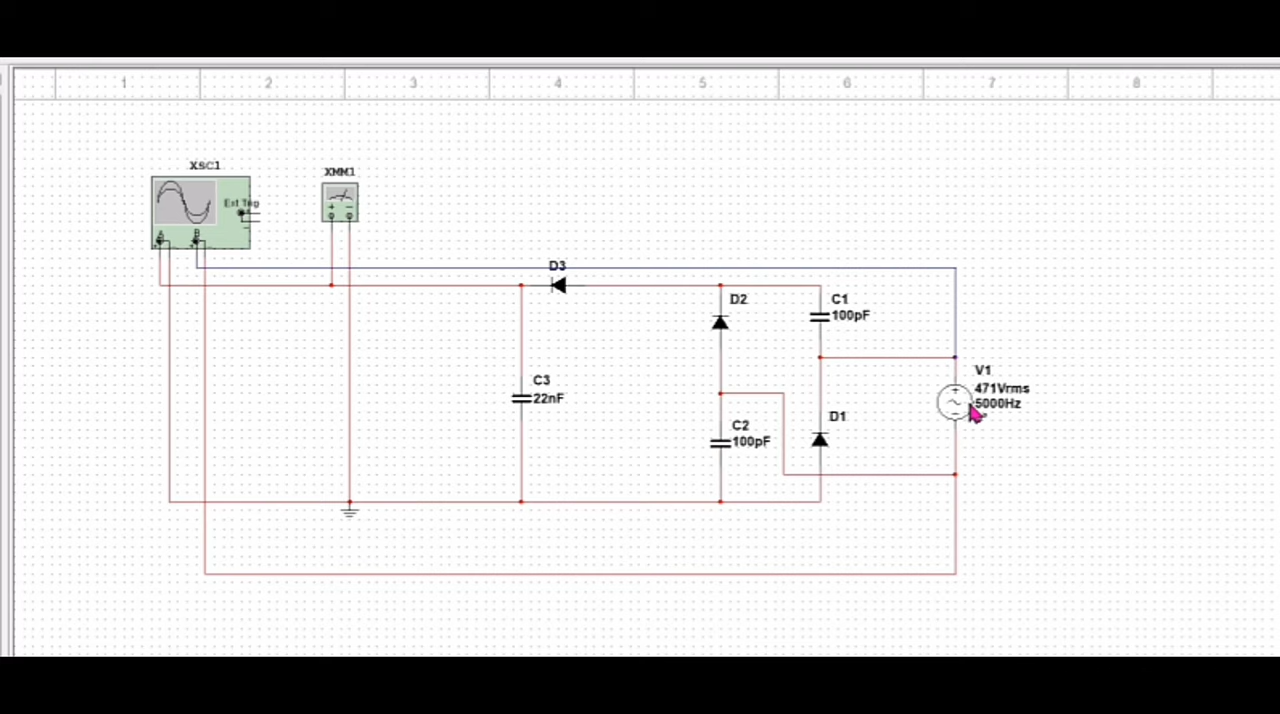 1 2 3 4 5 6 7 8
XSC1
XMM1
Ext Trig
A B
D3
D2
C1
100pF
V1
471Vrms
5000Hz
C3
22nF
D1
C2
100pF